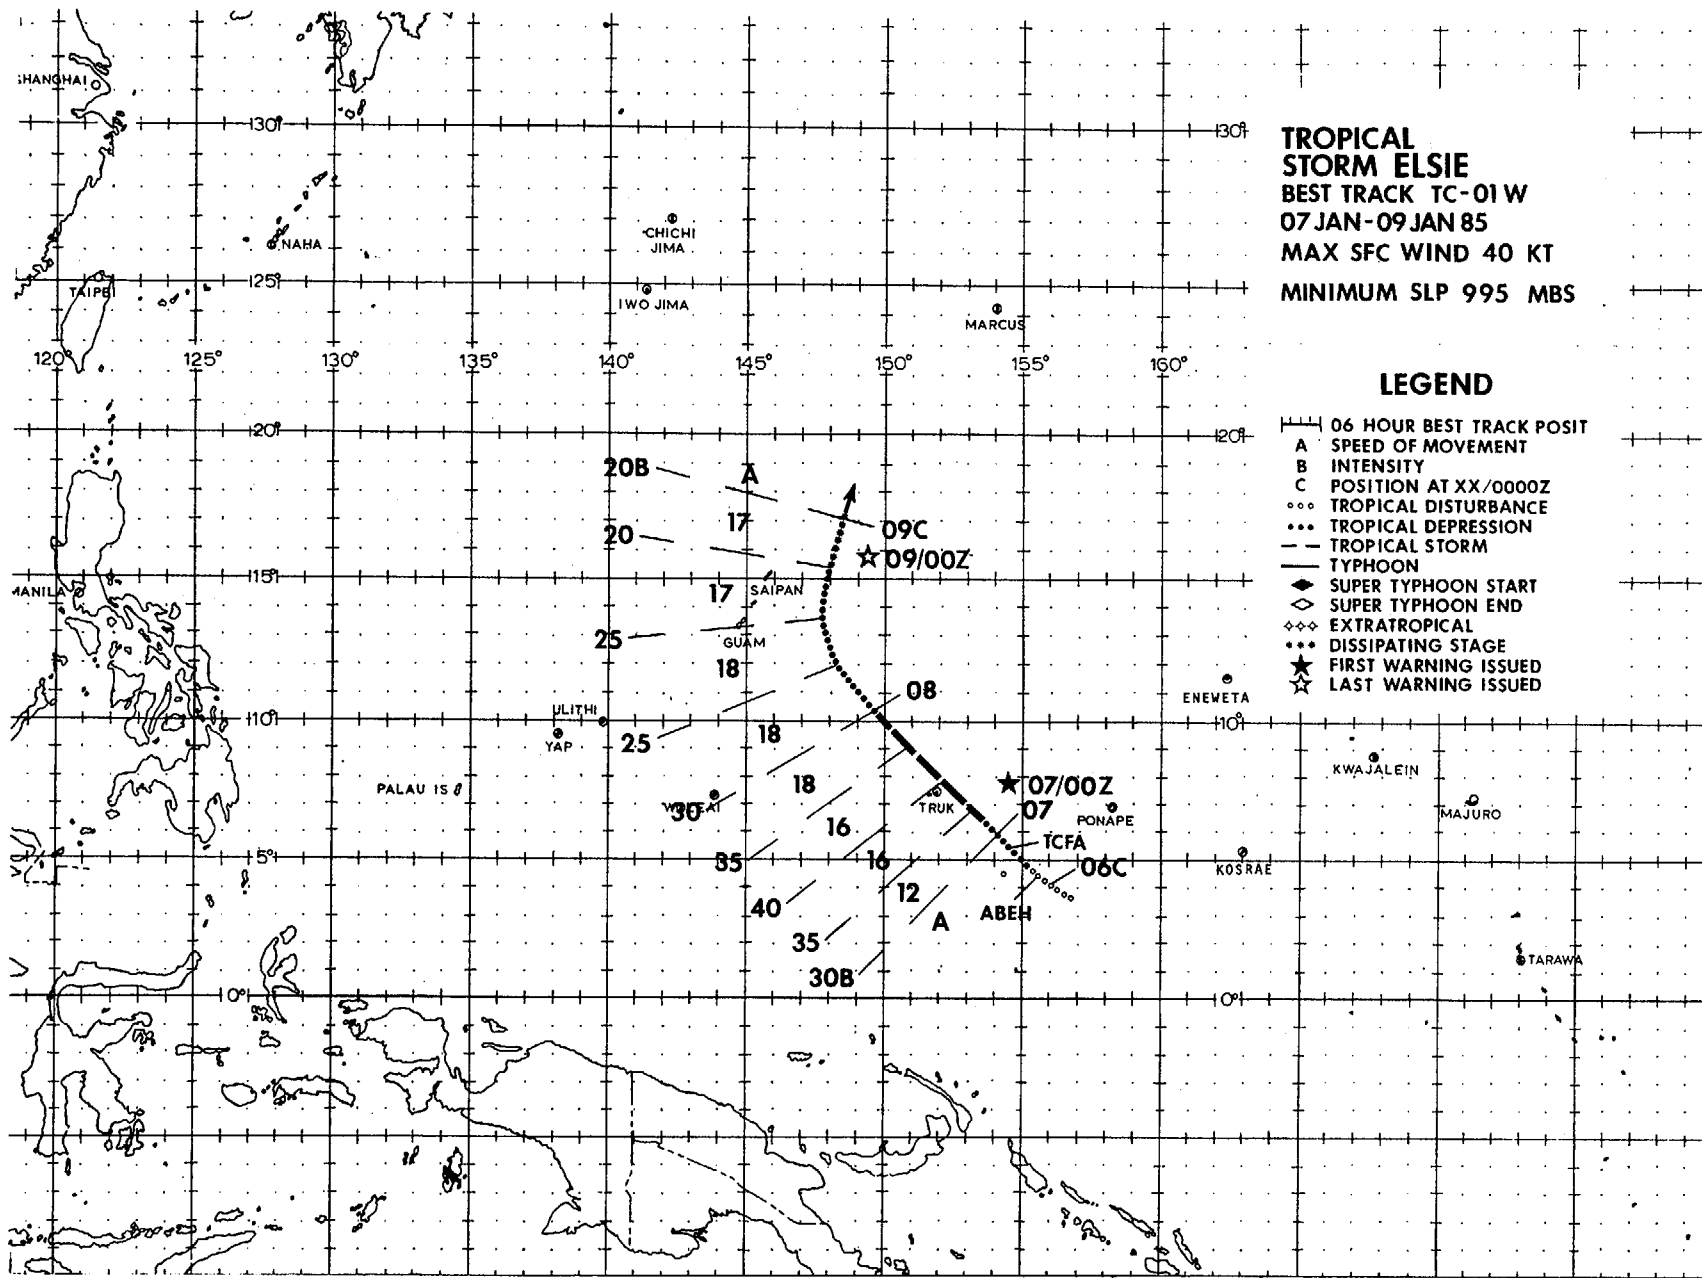 SHANGHAI
30°
30°
TROPICAL
STORM ELSIE
BEST TRACK TC-01 W
07 JAN-09 JAN 85
MAX SFC WIND 40 KT
MINIMUM SLP 995 MBS
NAHA
CHICHI
JIMA
25°
TAIPEI
IWO JIMA
MARCUS
120° 125° 130° 135° 140° 145° 150° 155° 160°
LEGEND
06 HOUR BEST TRACK POSIT
A SPEED OF MOVEMENT
B INTENSITY
C POSITION AT XX/0000Z
TROPICAL DISTURBANCE
TROPICAL DEPRESSION
TROPICAL STORM
TYPHOON
SUPER TYPHOON START
SUPER TYPHOON END
EXTRATROPICAL
DISSIPATING STAGE
FIRST WARNING ISSUED
LAST WARNING ISSUED
20°
20°
20B
A
17
09C
20
09/00Z
15°
MANILA
17
SAIPAN
25
GUAM
18
08
ENEWETA
10°
ULITHI
10°
YAP
25
18
KWAJALEIN
PALAU IS
18
07/00Z
30
TRUK
07
PONAPE
MAJURO
16
TCFA
5°
35
16
06C
KOSRAE
12
40
ABEH
A
35
TARAWA
30B
0°
0°